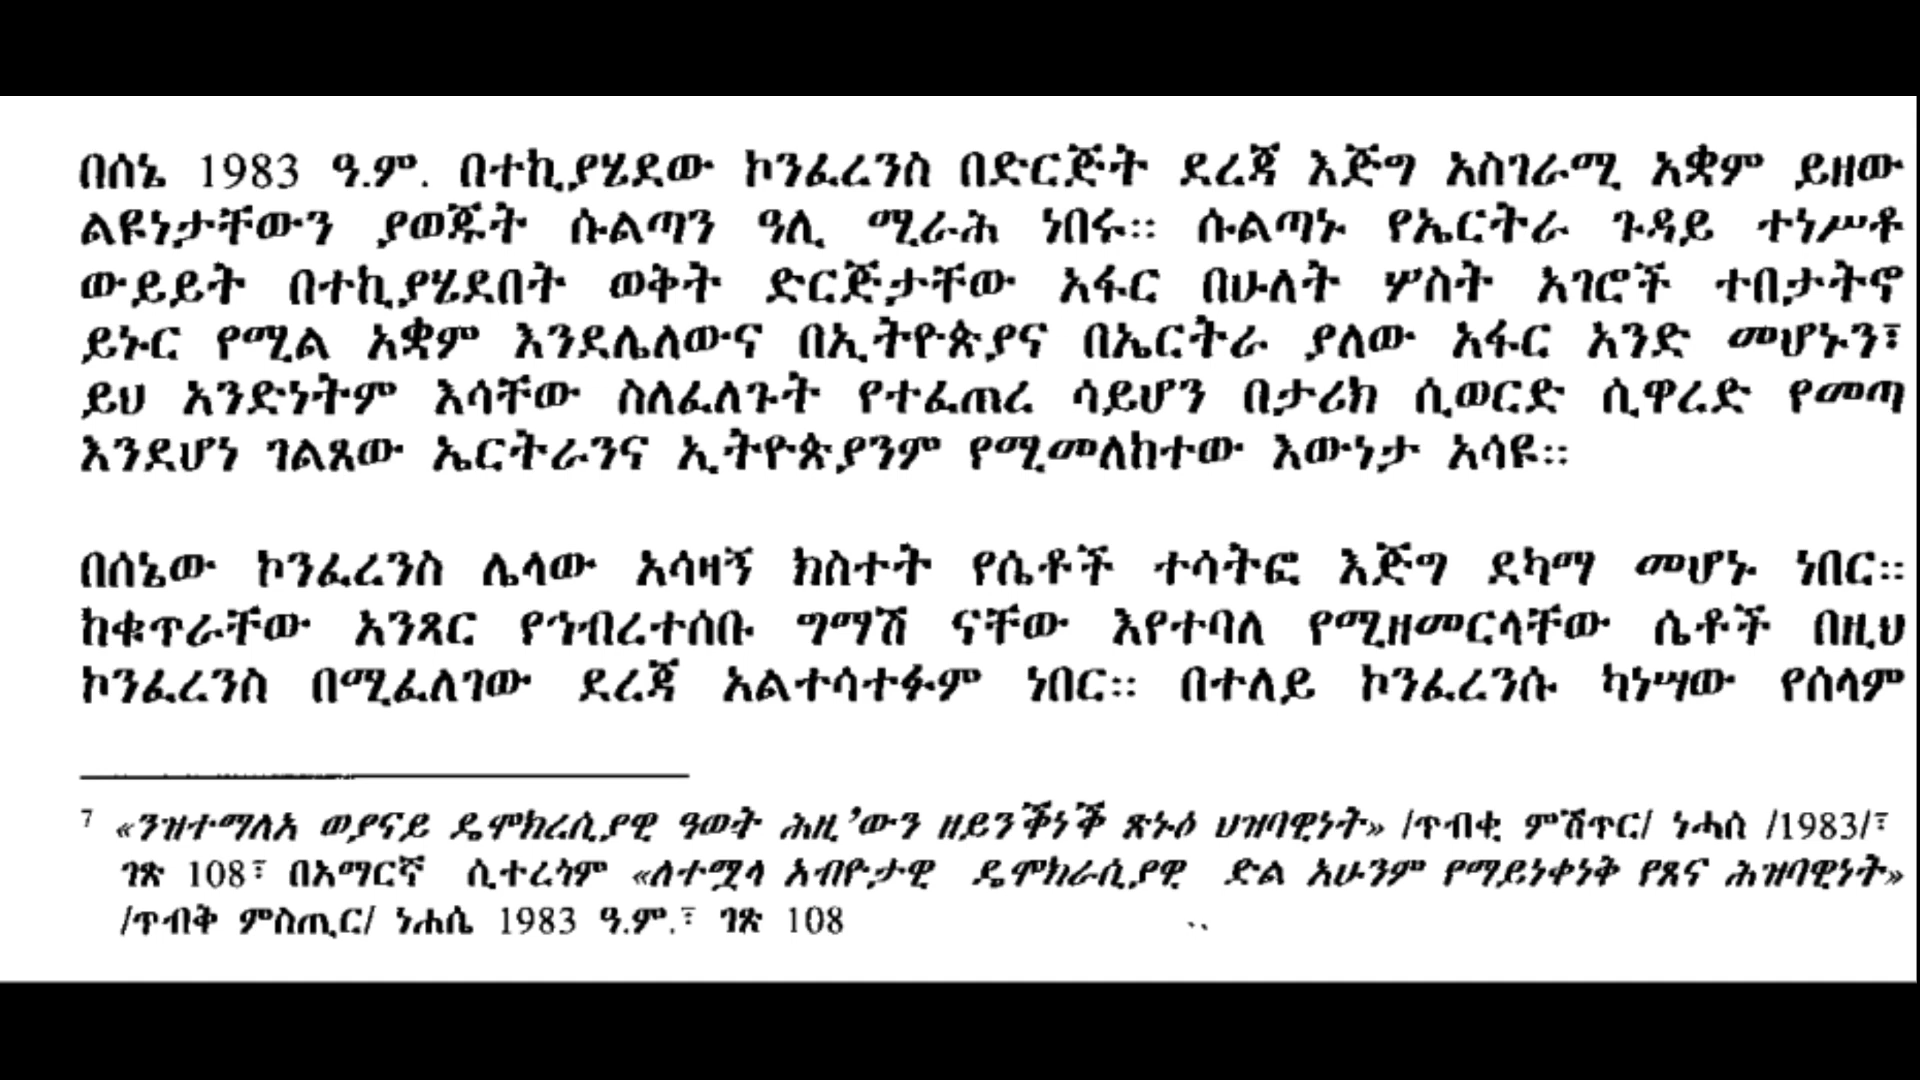 በሰኔ 1983 ዓ.ም. በተኪያሄደው ኮንፈረንስ በድርጅት ደረጃ እጅግ አስገራሚ አቋም ይዘው
ልዩነታቸውን ያወጁት ሱልጣን ዓሊ ሚራሕ ነበሩ። ሱልጣኑ የኤርትራ ጉዳይ ተነሥቶ
ውይይት በተኪያሄደበት ወቅት ድርጅታቸው አፋር በሁለት ሦስት አገሮች ተበታትኖ
ይኑር የሚል አቋም እንደሌለውና በኢትዮጵያና በኤርትራ ያለው አፋር አንድ መሆኑን፣
ይህ አንድነትም እሳቸው ስለፈለጉት የተፈጠረ ሳይሆን በታሪክ ሲወርድ ሲዋረድ የመጣ
እንደሆነ ገልጸው ኤርትራንና ኢትዮጵያንም የሚመለከተው እውነታ አሳዩ።
በሰኔው ኮንፈረንስ ሌላው አሳዛኝ ክስተት የሴቶች ተሳትፎ እጅግ ደካማ መሆኑ ነበር።
ከቁጥራቸው አንጻር የኅብረተሰቡ ግማሽ ናቸው እየተባለ የሚዘመርላቸው ሴቶች በዚህ
ኮንፈረንስ በሚፈለገው ደረጃ አልተሳተፉም ነበር። በተለይ ኮንፈረንሱ ካነሣው የሰላም
7 «ንዝተማለአ ወያናይ ዴሞክረሲያዊ ዓወት ሕዚ’ውን ዘይንቕነቕ ጽኑዕ ህዝባዊነት» /ጥብቂ ምሽጥር/ ነሓሰ /1983/፣
ገጽ 108፣ በአማርኛ ሲተረጎም «ለተሟላ አብዮታዊ ዴሞክራሲያዊ ድል አሁንም የማይነቀነቅ የጸና ሕዝባዊነት»
/ጥብቅ ምስጢር/ ነሐሴ 1983 ዓ.ም.፣ ገጽ 108